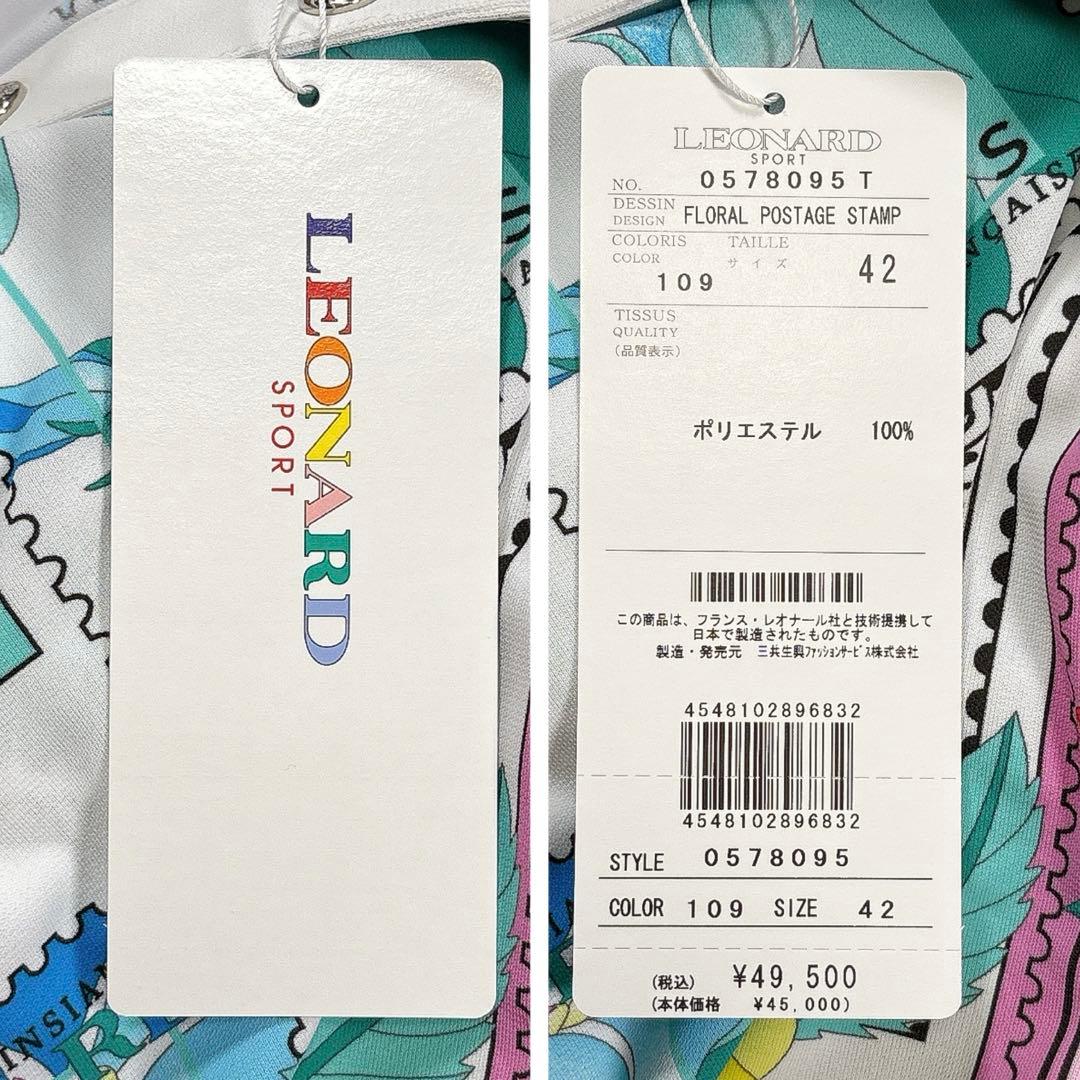 LEONARD
SPORT
LEONARD
SPORT
NO. 0578095 T
DESSIN
DESIGN FLORAL POSTAGE STAMP
COLORIS TAILLE
COLOR サイズ 42
109
TISSUS
QUALITY
(品質表示)
ポリエステル 100%
この商品は、フランス・レオナール社と技術提携して
日本で製造されたものです。
製造・発売元 三共生興ファッションサービス株式会社
4548102896832
4548102896832
STYLE 0578095
COLOR 109 SIZE 42
(税込) ¥49,500
(本体価格 ¥45,000)